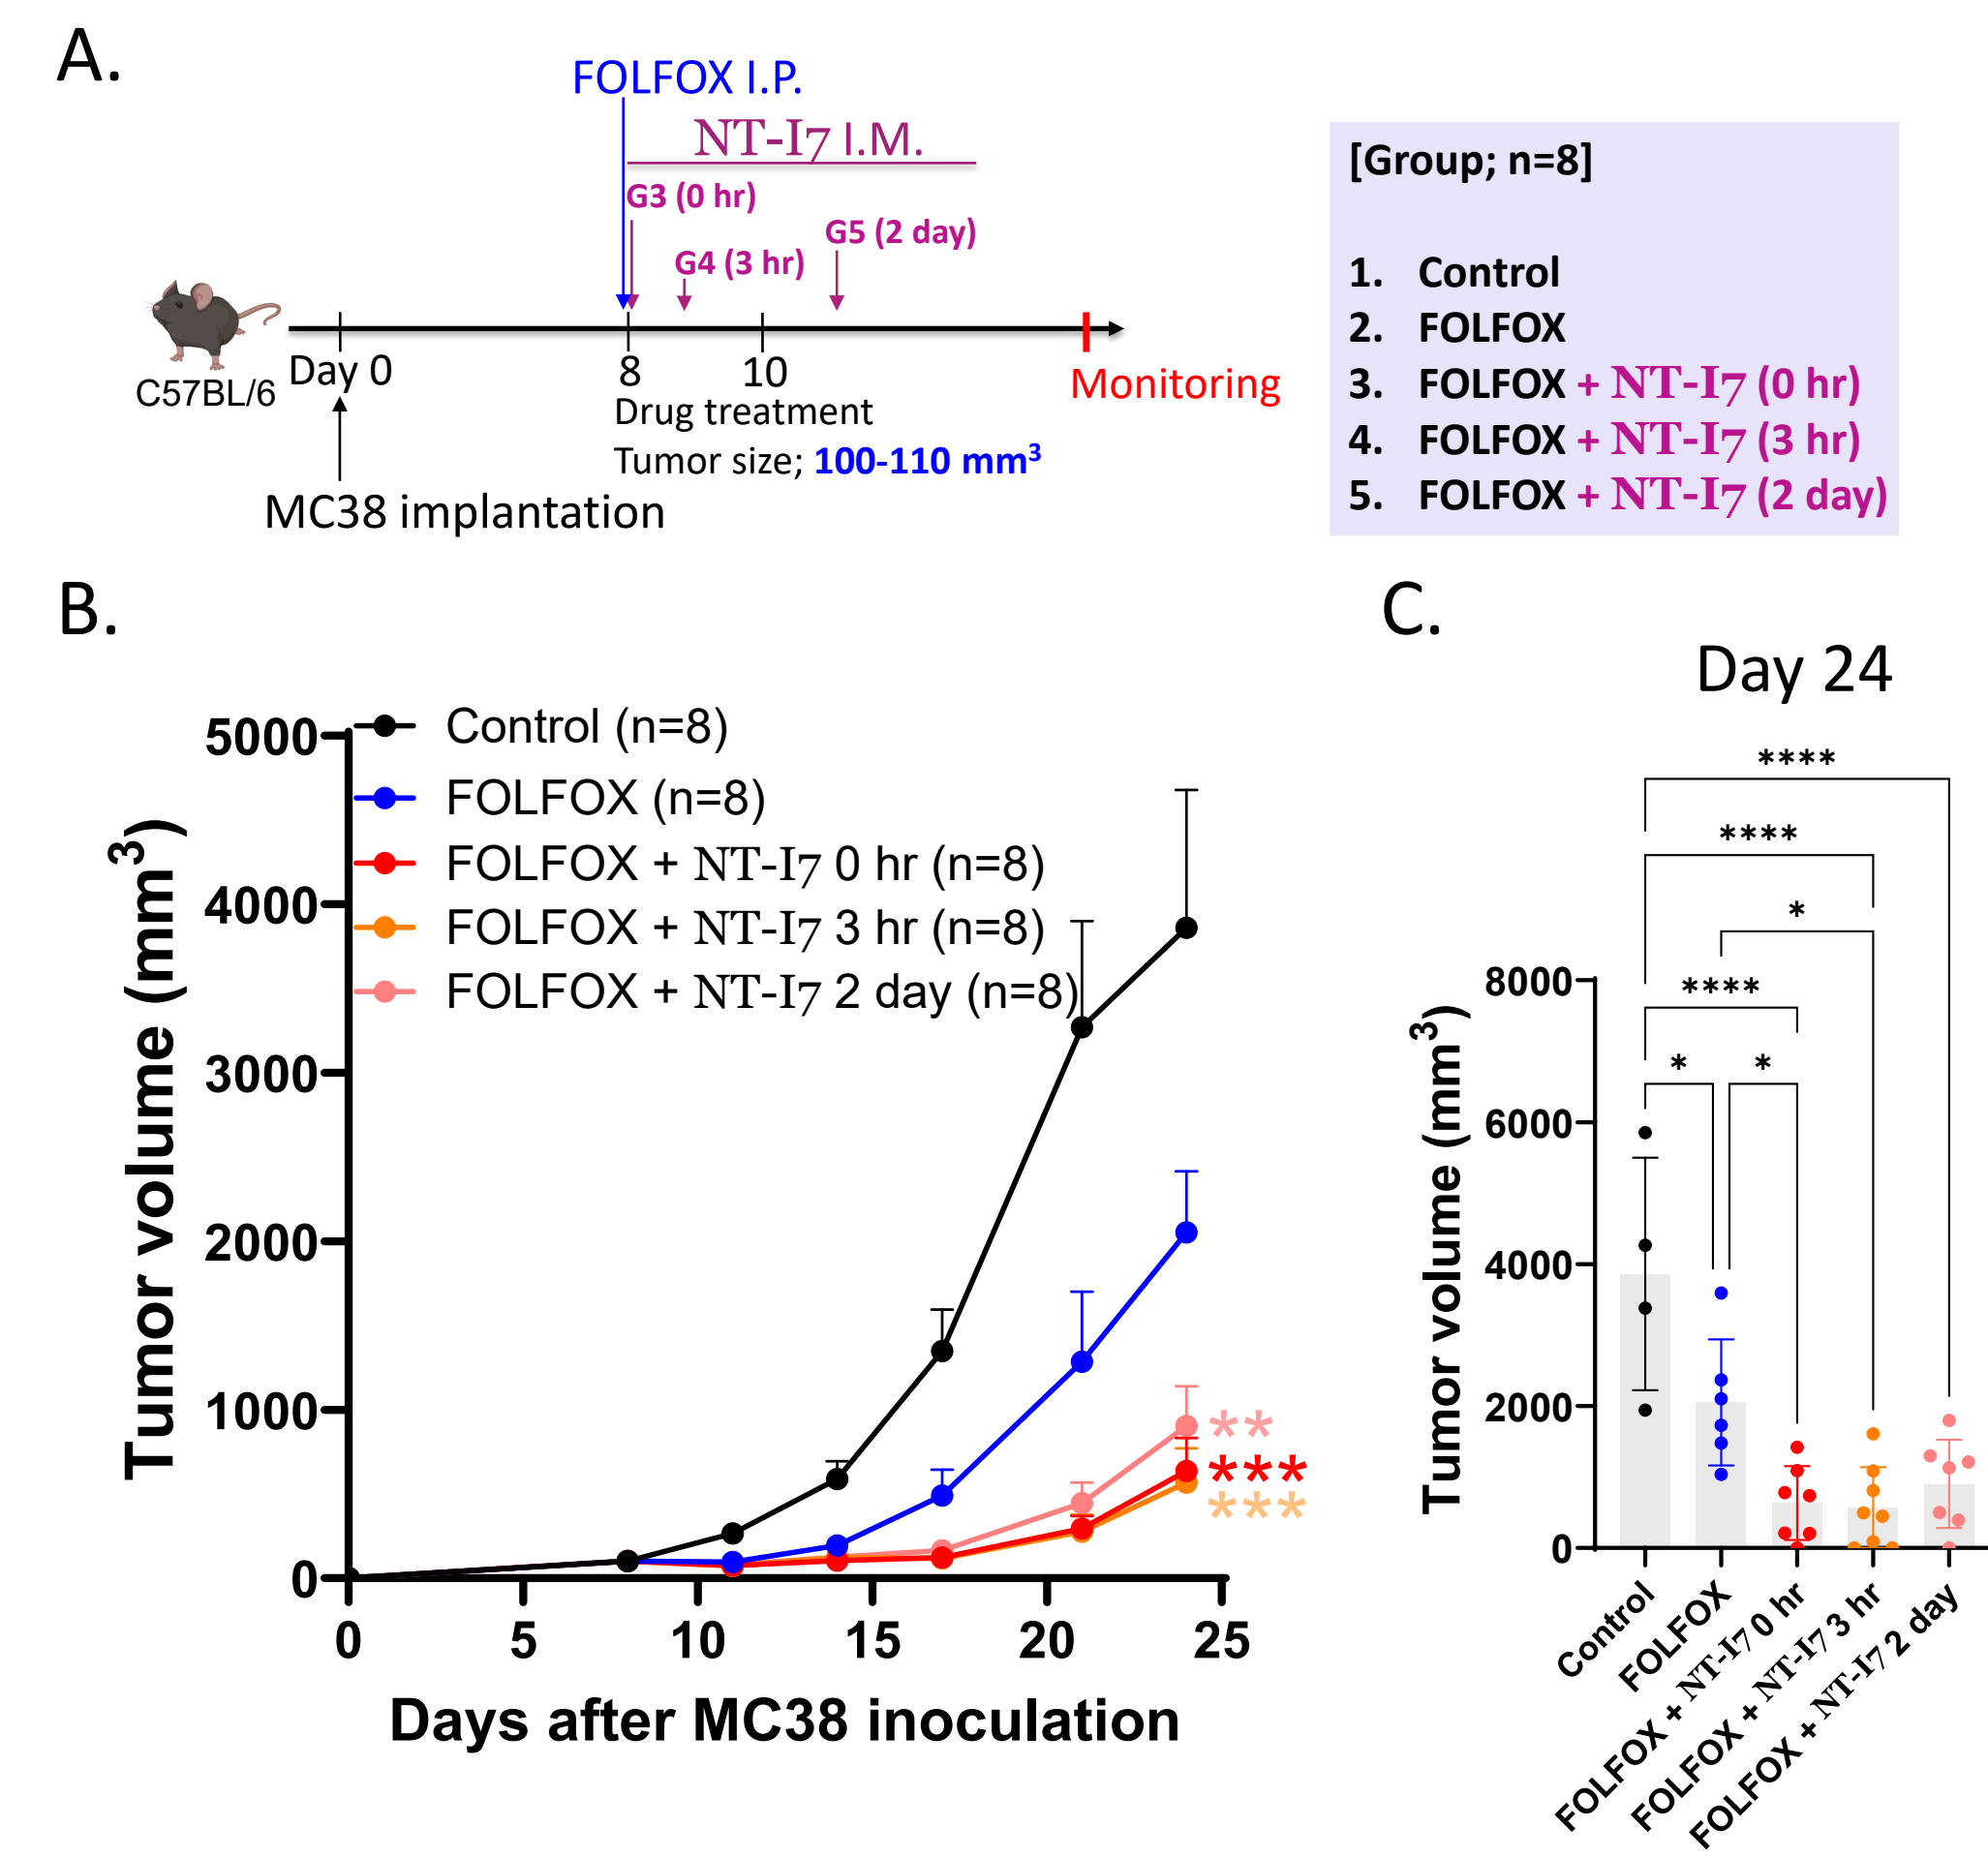 A.
FOLFOX I.P.
NT-I7 I.M.
G3 (0 hr)
G4 (3 hr)
G5 (2 day)
C57BL/6
Day 0
8
10
Monitoring
Drug treatment
Tumor size; 100-110 mm³
MC38 implantation
[Group; n=8]
1. Control
2. FOLFOX
3. FOLFOX + NT-I7 (0 hr)
4. FOLFOX + NT-I7 (3 hr)
5. FOLFOX + NT-I7 (2 day)
B.
Control (n=8)
FOLFOX (n=8)
FOLFOX + NT-I7 0 hr (n=8)
FOLFOX + NT-I7 3 hr (n=8)
FOLFOX + NT-I7 2 day (n=8)
Tumor volume (mm³)
5000
4000
3000
2000
1000
0
**
***
***
0 5 10 15 20 25
Days after MC38 inoculation
C.
Day 24
****
****
*
****
* *
Tumor volume (mm³)
8000
6000
4000
2000
0
Control
FOLFOX
FOLFOX + NT-I7 0 hr
FOLFOX + NT-I7 3 hr
FOLFOX + NT-I7 2 day